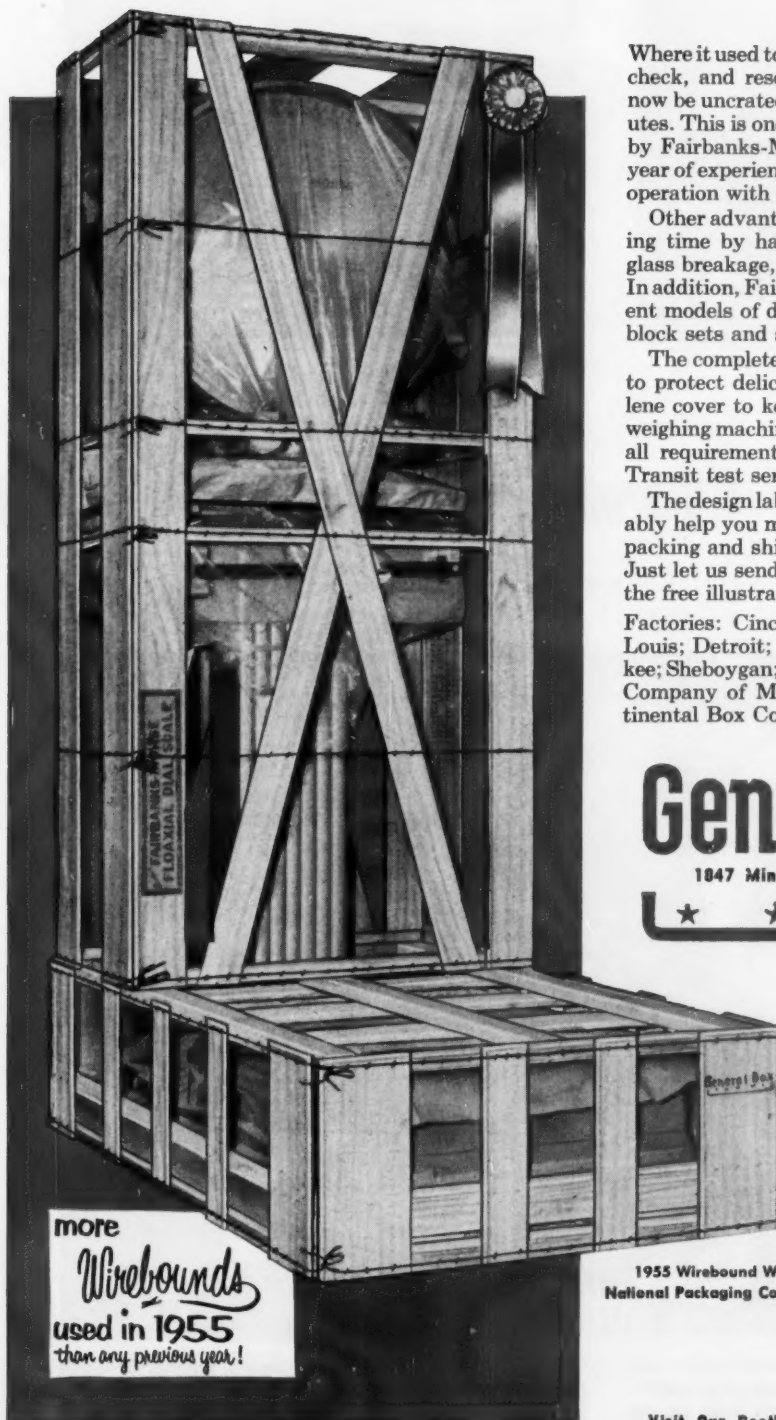 Where it used to
check, and rese
now be uncrated
utes. This is one
by Fairbanks-M
year of experien
operation with
Other advant
ing time by ha
glass breakage,
In addition, Fai
ent models of d
block sets and s
The complete
to protect delic
lene cover to ke
weighing machin
all requirement
Transit test ser
The design lal
ably help you m
packing and shi
Just let us send
the free illustra
Factories: Cinc
Louis; Detroit;
kee; Sheboygan;
Company of M
tinental Box Co
Gen
1847 Min
FAIRBANKS-MORSE
FLOAXIAL DIAL SCALE
General Box
more
Wirebounds
used in 1955
than any previous year!
1955 Wirebound W
National Packaging Co
Visit Our Boot